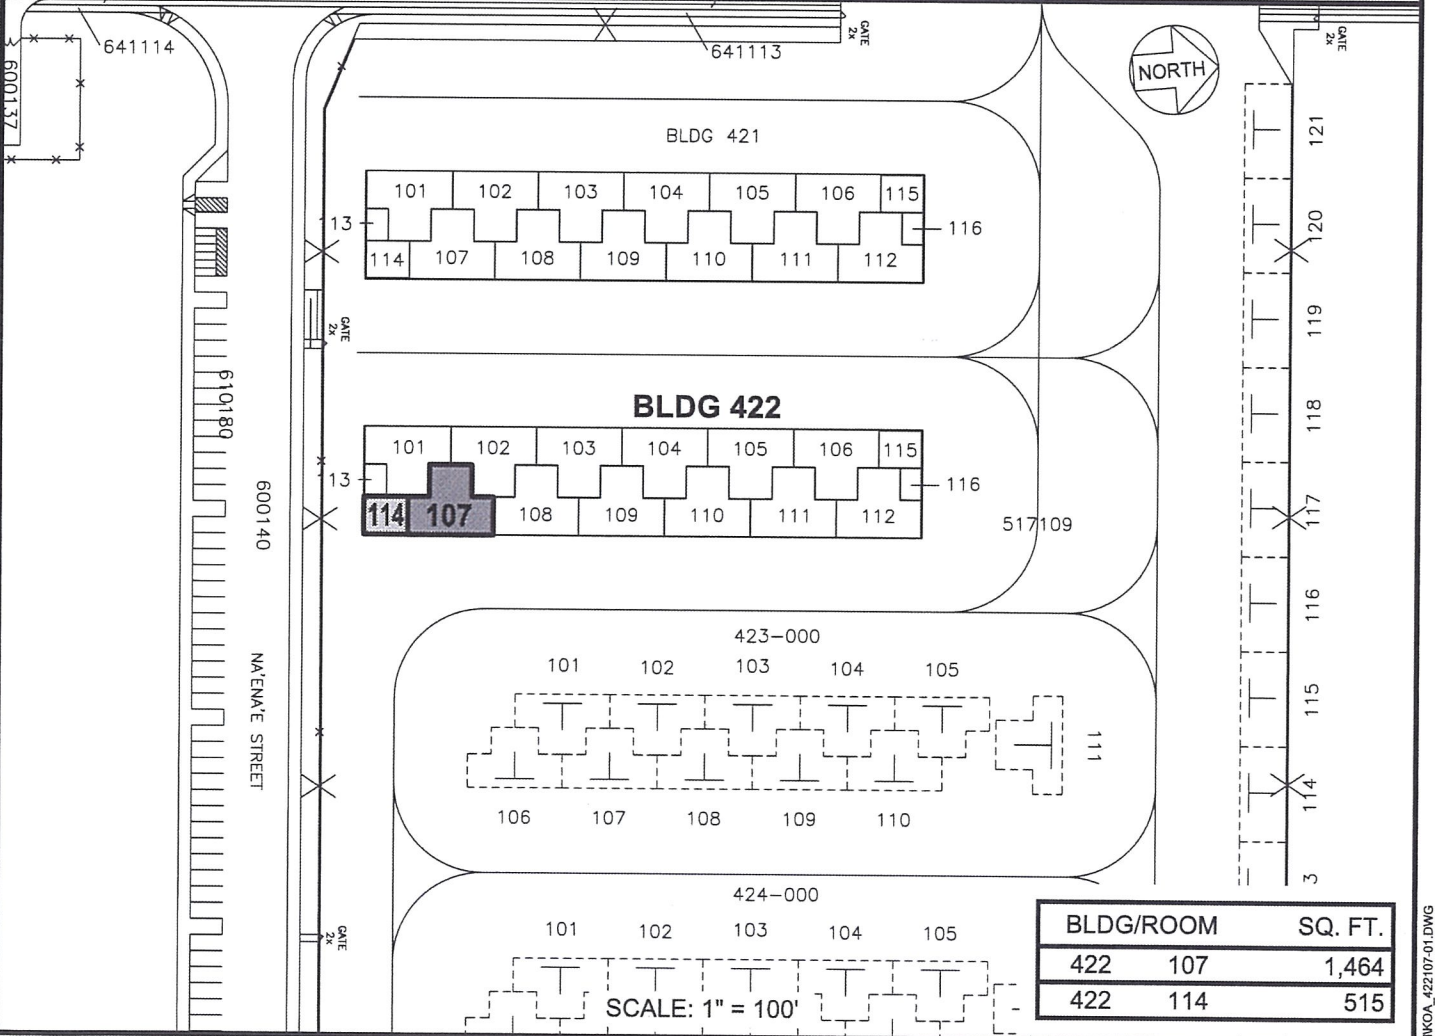 641114
641113
GATE
2x
GATE
2x
600137
NORTH
BLDG 421
101 102 103 104 105 106 115
13 116
114 107 108 109 110 111 112
GATE
2x
610180
BLDG 422
101 102 103 104 105 106 115
13 116
114 107 108 109 110 111 112
517109
600140
NA'ENA'E STREET
121
120
119
118
117
116
115
114
3
423-000
101 102 103 104 105
111
106 107 108 109 110
424-000
101 102 103 104 105
GATE
2x
SCALE: 1" = 100'
BLDG/ROOM SQ. FT.
422 107 1,464
422 114 515